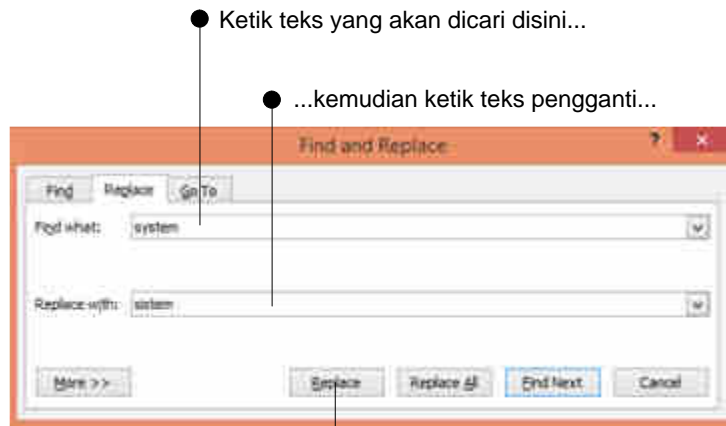 Ketik teks yang akan dicari disini...
...kemudian ketik teks pengganti...
Find and Replace ? x
Find Replace Go To
Find what: system
Replace with: sistem
More >> Replace Replace All Find Next Cancel